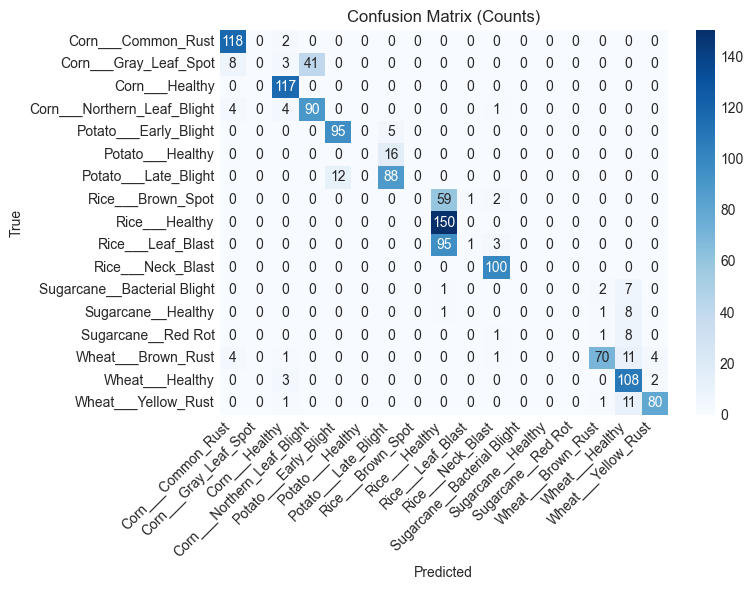 Confusion Matrix (Counts)
Corn___Common_Rust 118 0 2 0 0 0 0 0 0 0 0 0 0 0 0 0 0
Corn___Gray_Leaf_Spot 8 0 3 41 0 0 0 0 0 0 0 0 0 0 0 0 0
Corn___Healthy 0 0 117 0 0 0 0 0 0 0 0 0 0 0 0 0 0
Corn___Northern_Leaf_Blight 4 0 4 90 0 0 0 0 0 0 1 0 0 0 0 0 0
Potato___Early_Blight 0 0 0 0 95 0 5 0 0 0 0 0 0 0 0 0 0
Potato___Healthy 0 0 0 0 0 0 16 0 0 0 0 0 0 0 0 0 0
Potato___Late_Blight 0 0 0 0 12 0 88 0 0 0 0 0 0 0 0 0 0
Rice___Brown_Spot 0 0 0 0 0 0 0 0 59 1 2 0 0 0 0 0 0
Rice___Healthy 0 0 0 0 0 0 0 0 150 0 0 0 0 0 0 0 0
Rice___Leaf_Blast 0 0 0 0 0 0 0 0 95 1 3 0 0 0 0 0 0
Rice___Neck_Blast 0 0 0 0 0 0 0 0 0 0 100 0 0 0 0 0 0
Sugarcane__Bacterial Blight 0 0 0 0 0 0 0 0 1 0 0 0 0 0 2 7 0
Sugarcane__Healthy 0 0 0 0 0 0 0 0 1 0 0 0 0 0 1 8 0
Sugarcane__Red Rot 0 0 0 0 0 0 0 0 0 0 1 0 0 0 1 8 0
Wheat___Brown_Rust 4 0 1 0 0 0 0 0 0 0 1 0 0 0 70 11 4
Wheat___Healthy 0 0 3 0 0 0 0 0 0 0 0 0 0 0 0 108 2
Wheat___Yellow_Rust 0 0 1 0 0 0 0 0 0 0 0 0 0 0 1 11 80
True
Corn___Common_Rust
Corn___Gray_Leaf_Spot
Corn___Healthy
Corn___Northern_Leaf_Blight
Potato___Early_Blight
Potato___Healthy
Potato___Late_Blight
Rice___Brown_Spot
Rice___Healthy
Rice___Leaf_Blast
Rice___Neck_Blast
Sugarcane__Bacterial Blight
Sugarcane__Healthy
Sugarcane__Red Rot
Wheat___Brown_Rust
Wheat___Healthy
Wheat___Yellow_Rust
Predicted
140
120
100
80
60
40
20
0